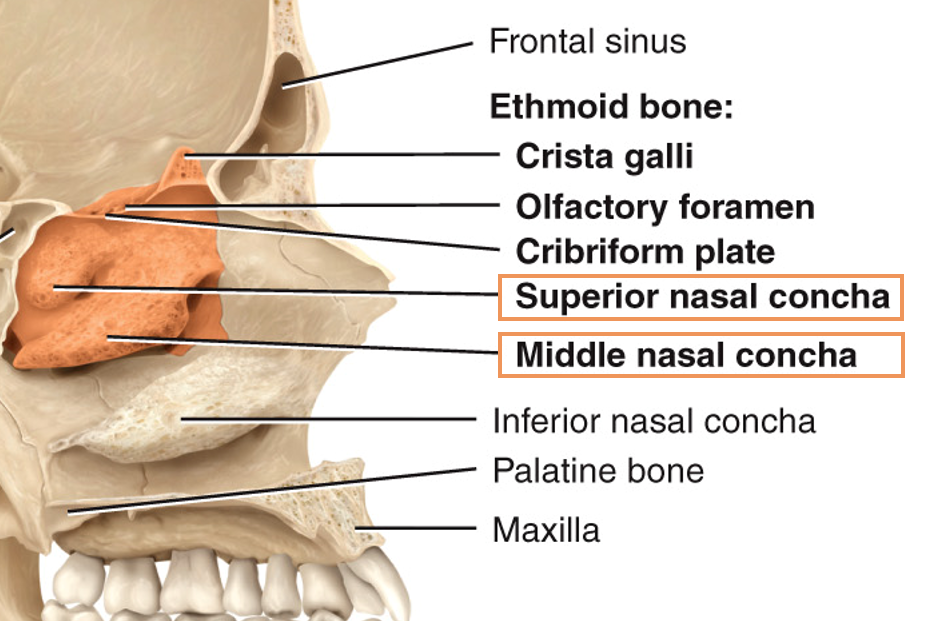 Frontal sinus
Ethmoid bone:
Crista galli
Olfactory foramen
Cribriform plate
Superior nasal concha
Middle nasal concha
Inferior nasal concha
Palatine bone
Maxilla